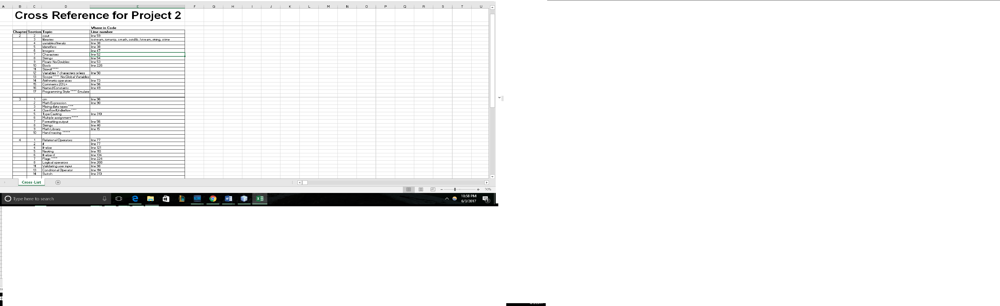 A B C D E F G H I J K L M N O P Q R S T U
Cross Reference for Project 2
Where in Code
Chapter Section Topic Line number
2 2 cout line 59
3 libraries iostream, iomanip, cmath, cstdlib, fstream, string, ctime
4 variables/literals line 38
5 Identifiers line 38
6 Integers line 47
7 Characters line 52
8 Strings line 54
9 Floats No Doubles line 53
10 Bools line 226
11 Sizeof *****
12 Variables 7 characters or less line 50
13 Scope ***** No Global Variables
14 Arithmetic operators line 73
15 Comments 20%+ line 56
16 Named Constants line 49
17 Programming Style ***** Emulate
3 1 cin line 96
2 Math Expression line 90
3 Mixing data types ****
4 Overflow/Underflow ****
5 Type Casting line 310
6 Multiple assignment *****
7 Formatting output line 56
8 Strings line 40
9 Math Library line 15
10 Hand tracing ******
4 1 Relational Operators line 77
2 if line 77
4 If-else line 121
5 Nesting line 113
6 If-else-if line 134
7 Flags ***** line 224
8 Logical operators line 208
11 Validating user input line 98
13 Conditional Operator line 114
14 Switch line 313
Cross-List
70%
Type here to search
10:58 PM
6/3/2017